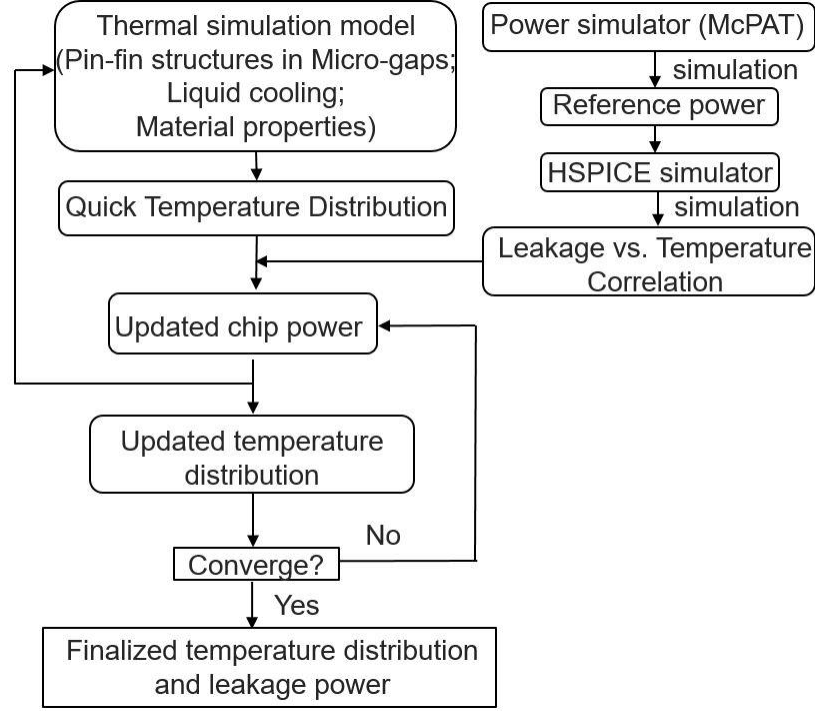 Thermal simulation model
(Pin-fin structures in Micro-gaps;
Liquid cooling;
Material properties)
Quick Temperature Distribution
Power simulator (McPAT)
simulation
Reference power
HSPICE simulator
simulation
Leakage vs. Temperature
Correlation
Updated chip power
Updated temperature
distribution
Converge?
No
Yes
Finalized temperature distribution
and leakage power